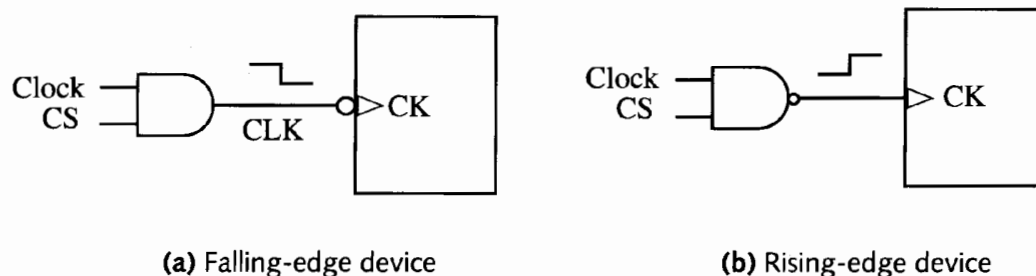 Clock
CS
CLK
CK
(a) Falling-edge device
Clock
CS
CK
(b) Rising-edge device